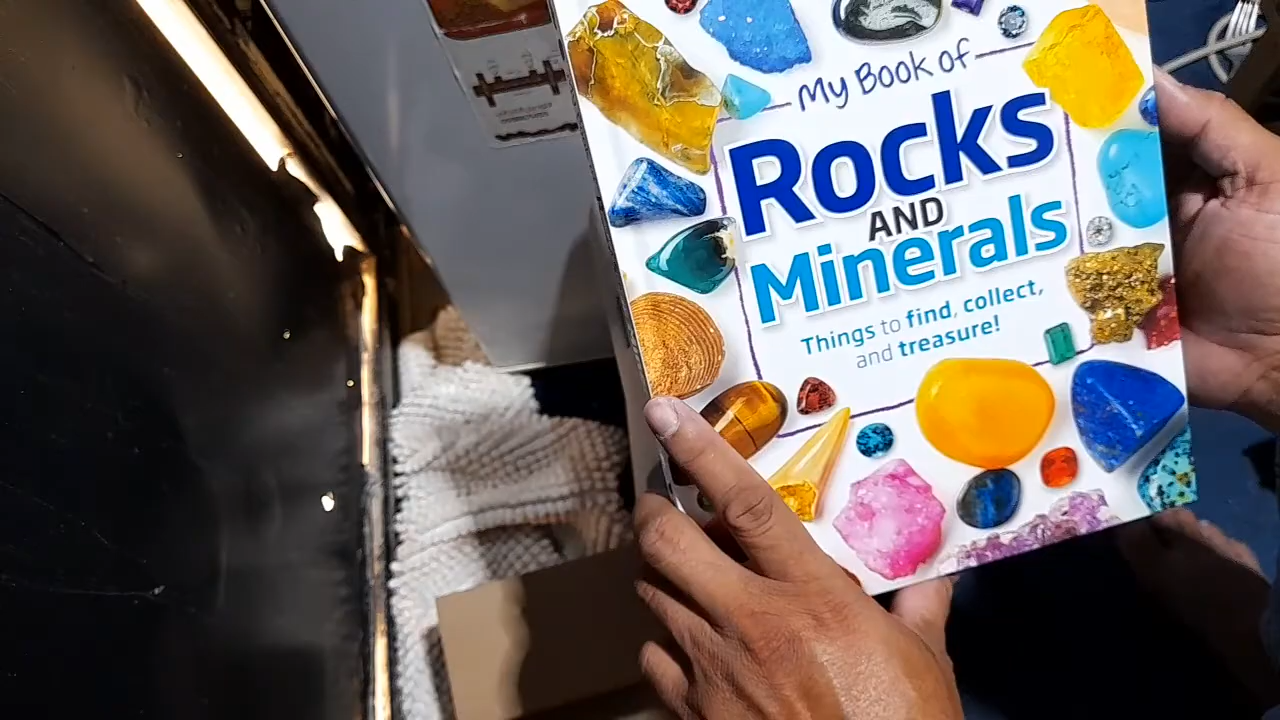 My Book of
Rocks
AND
Minerals
Things to find, collect,
and treasure!